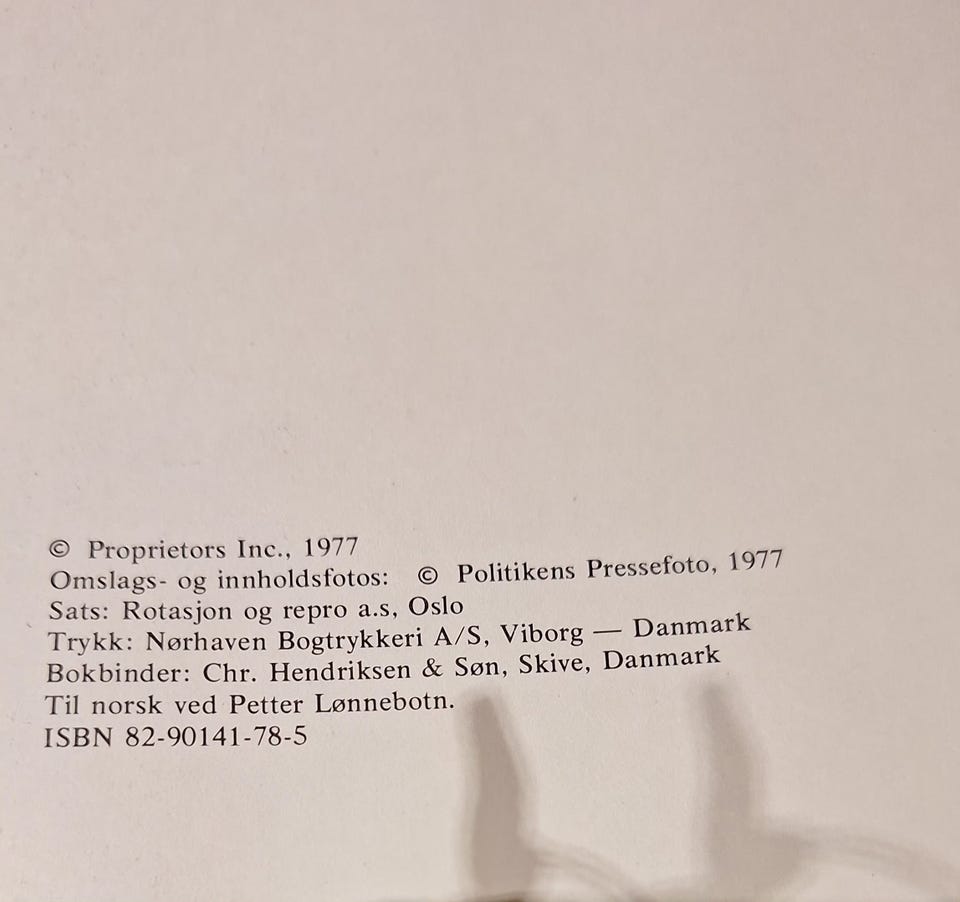 © Proprietors Inc., 1977
Omslags- og innholdsfotos: © Politikens Pressefoto, 1977
Sats: Rotasjon og repro a.s, Oslo
Trykk: Nørhaven Bogtrykkeri A/S, Viborg — Danmark
Bokbinder: Chr. Hendriksen & Søn, Skive, Danmark
Til norsk ved Petter Lønnebotn.
ISBN 82-90141-78-5